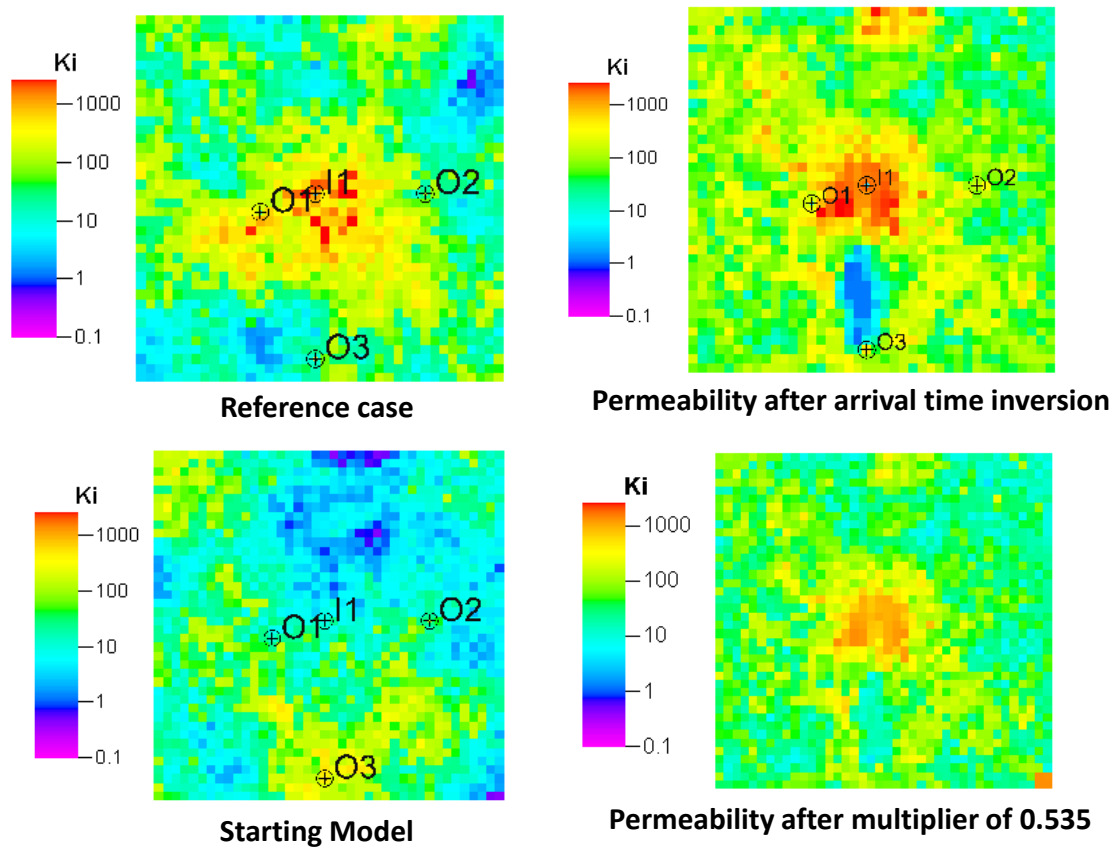 Ki
1000
100
10
1
0.1
O1
I1
O2
O3
Reference case
Ki
1000
100
10
1
0.1
O1
I1
O2
O3
Permeability after arrival time inversion
Ki
1000
100
10
1
0.1
O1
I1
O2
O3
Starting Model
Ki
1000
100
10
1
0.1
Permeability after multiplier of 0.535